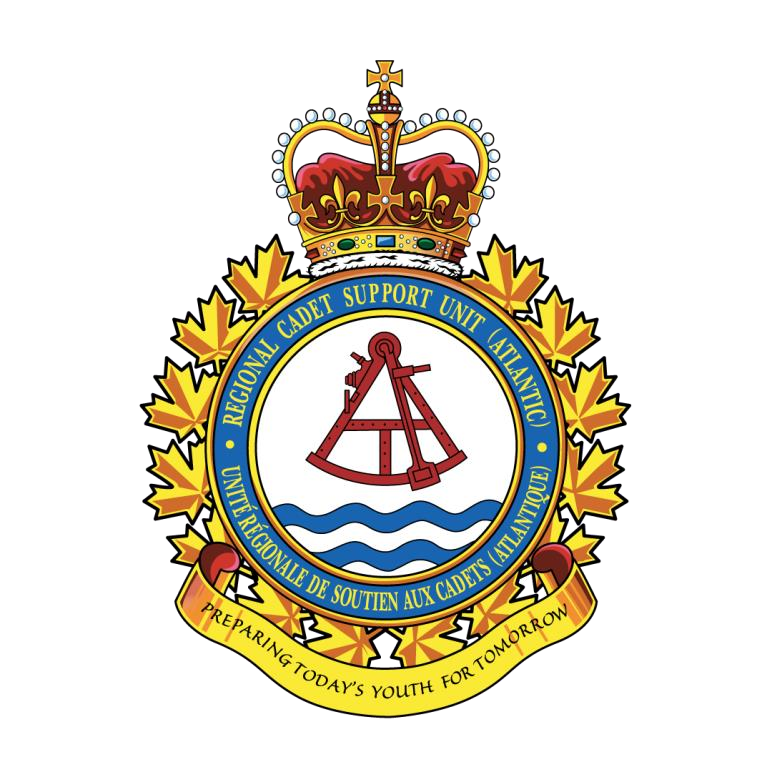 REGIONAL CADET SUPPORT UNIT (ATLANTIC)
UNITÉ RÉGIONALE DE SOUTIEN AUX CADETS (ATLANTIQUE)
PREPARING TODAY'S YOUTH FOR TOMORROW